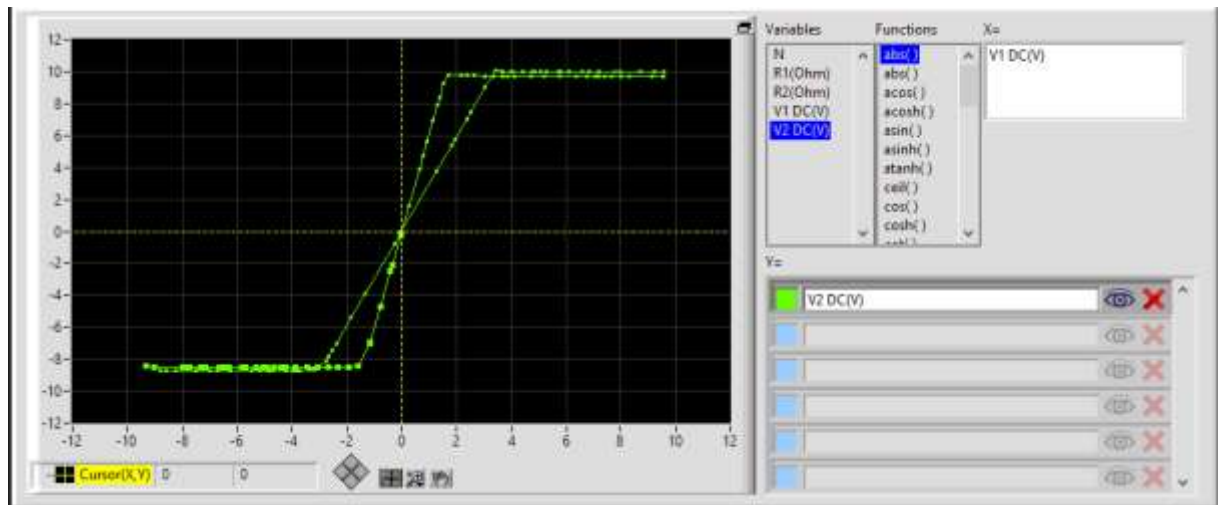 12
10
8
6
4
2
0
-2
-4
-6
-8
-10
-12
-12 -10 -8 -6 -4 -2 0 2 4 6 8 10 12
Cursor(X,Y) 0 0
Variables
N
R1(Ohm)
R2(Ohm)
V1 DC(V)
V2 DC(V)
Functions
abs( )
abs( )
acos( )
acosh( )
asin( )
asinh( )
atanh( )
ceil( )
cos( )
cosh( )
X=
V1 DC(V)
Y=
V2 DC(V)